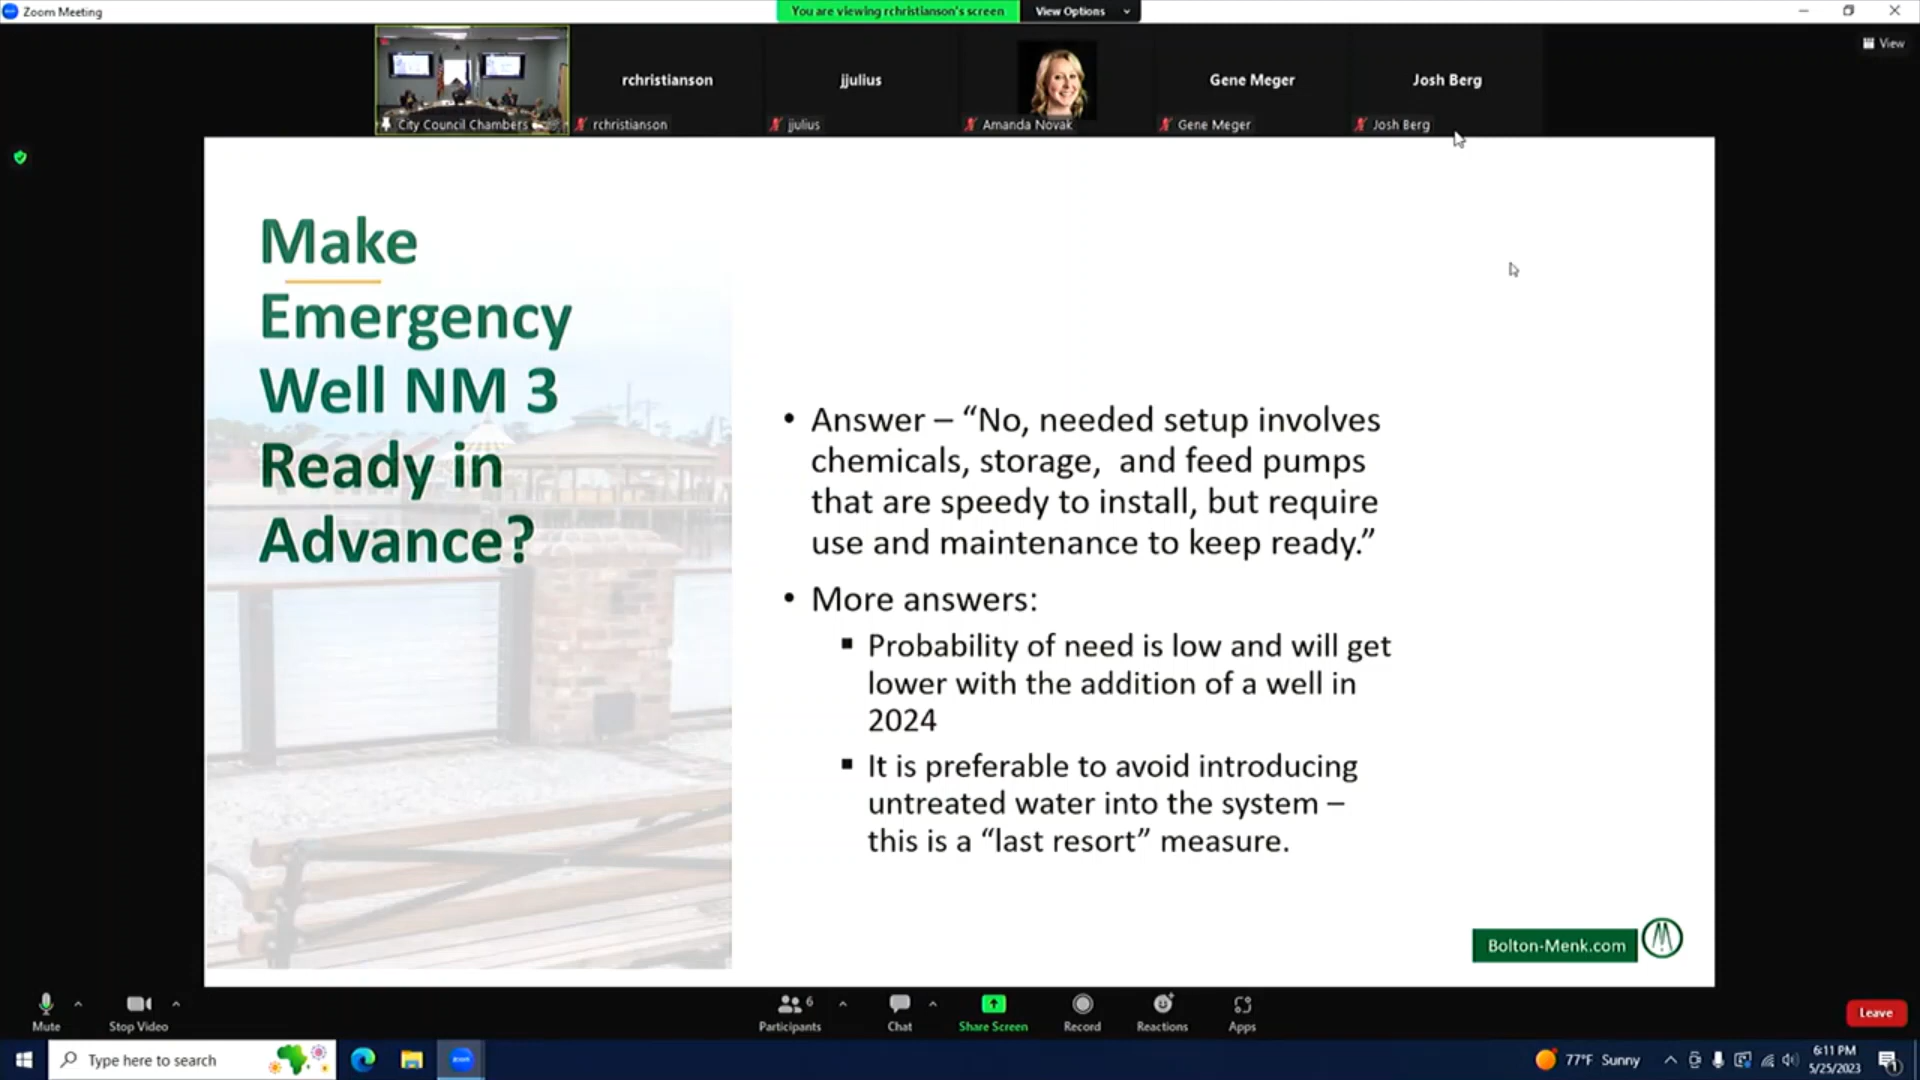 Zoom Meeting
You are viewing rchristianson's screen
View Options
View
rchristianson
jjulius
Gene Meger
Josh Berg
City Council Chambers
rchristianson
jjulius
Amanda Novak
Gene Meger
Josh Berg
Make
Emergency
Well NM 3
Ready in
Advance?
• Answer – “No, needed setup involves
chemicals, storage,  and feed pumps
that are speedy to install, but require
use and maintenance to keep ready.”
• More answers:
▪ Probability of need is low and will get
lower with the addition of a well in
2024
▪ It is preferable to avoid introducing
untreated water into the system –
this is a “last resort” measure.
Bolton-Menk.com
Mute
Stop Video
6
Participants
Chat
Share Screen
Record
Reactions
Apps
Leave
Type here to search
zoom
77°F Sunny
6:11 PM
5/25/2023
1